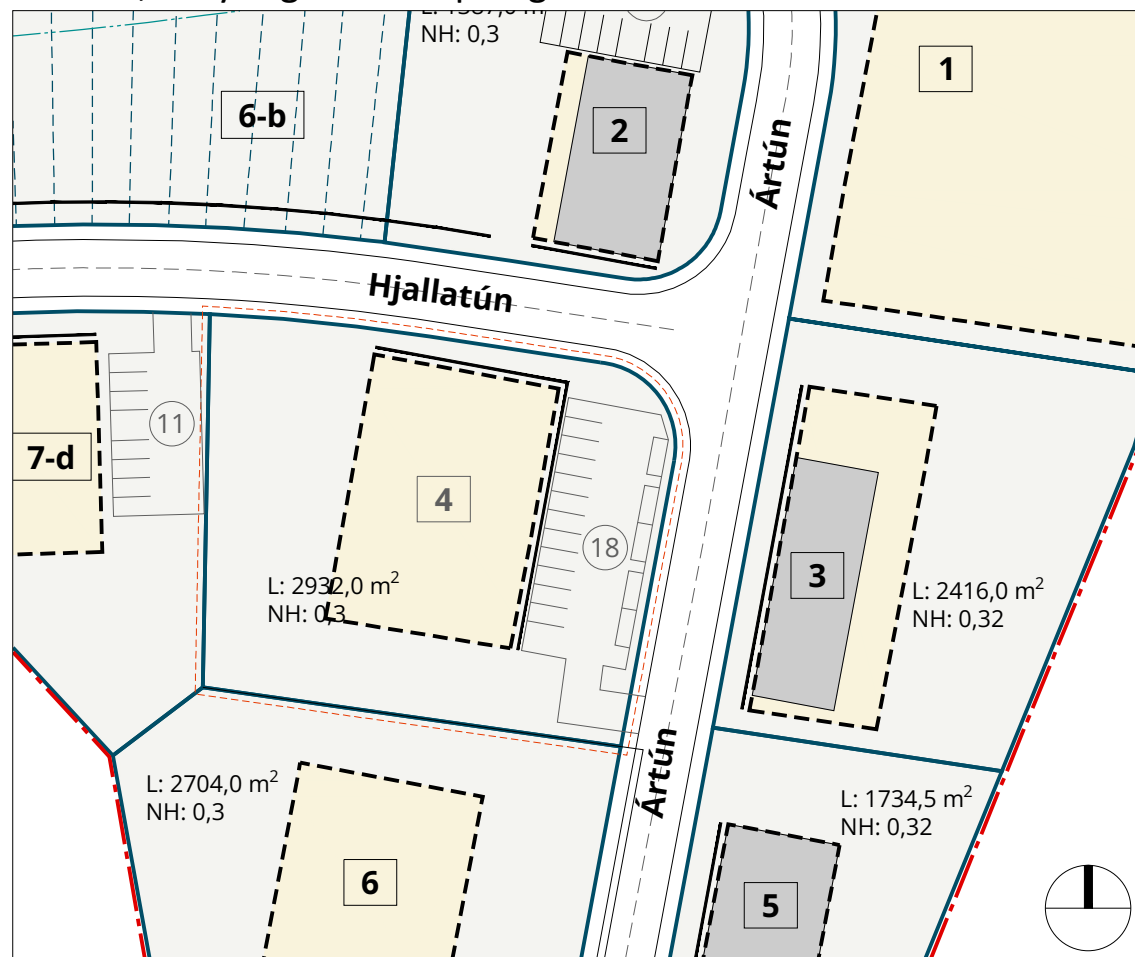 NH: 0,3
1
6-b
2
Ártún
Hjallatún
11
7-d
4
18
3
L: 2932,0 m²
NH: 0,3
L: 2416,0 m²
NH: 0,32
Ártún
L: 2704,0 m²
NH: 0,3
L: 1734,5 m²
NH: 0,32
6
5